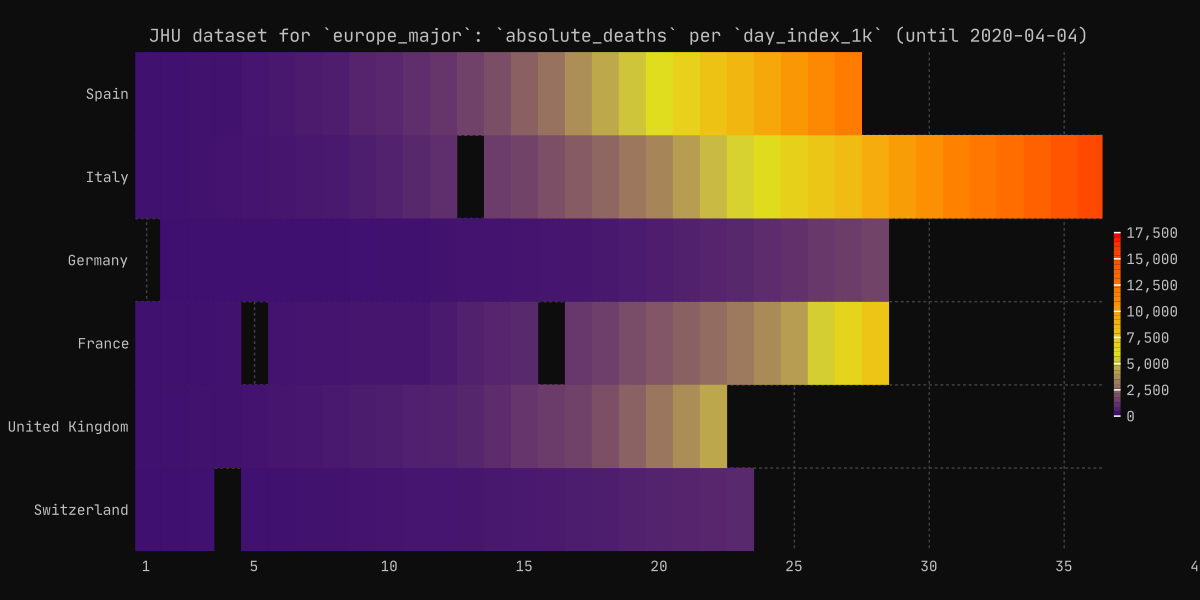 JHU dataset for `europe_major`: `absolute_deaths` per `day_index_1k` (until 2020-04-04)
Spain
Italy
Germany
France
United Kingdom
Switzerland
17,500
15,000
12,500
10,000
7,500
5,000
2,500
0
1 5 10 15 20 25 30 35 4